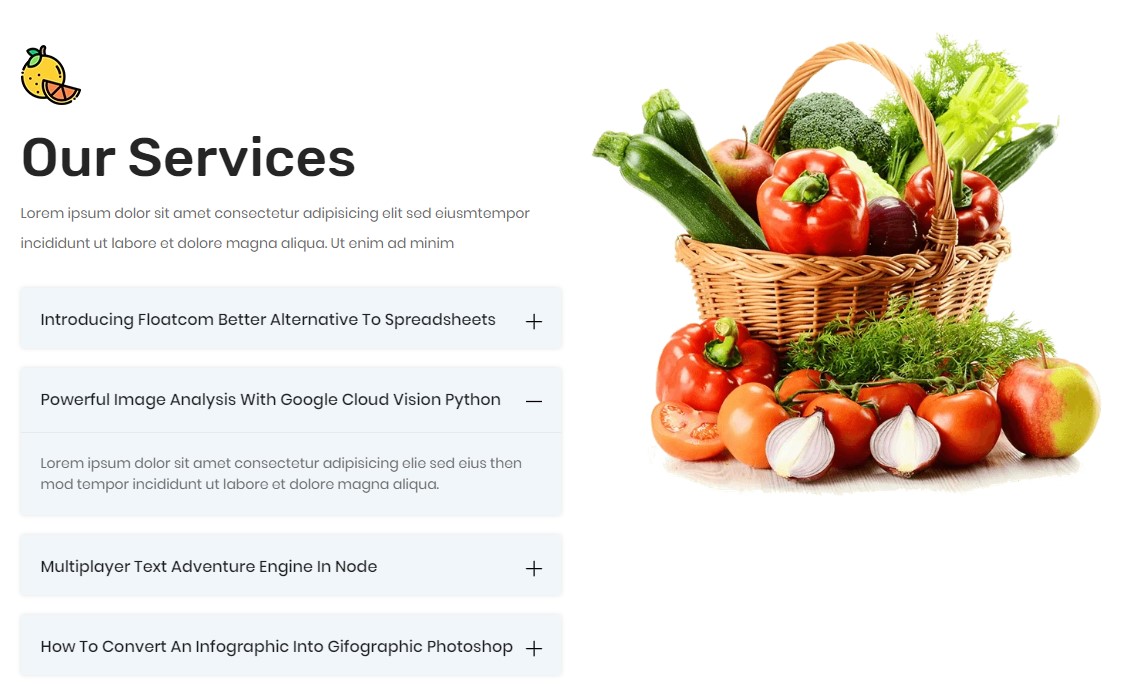 Our Services
Lorem ipsum dolor sit amet consectetur adipisicing elit sed eiusmtempor
incididunt ut labore et dolore magna aliqua. Ut enim ad minim
Introducing Floatcom Better Alternative To Spreadsheets
Powerful Image Analysis With Google Cloud Vision Python
Lorem ipsum dolor sit amet consectetur adipisicing elie sed eius then
mod tempor incididunt ut labore et dolore magna aliqua.
Multiplayer Text Adventure Engine In Node
How To Convert An Infographic Into Gifographic Photoshop